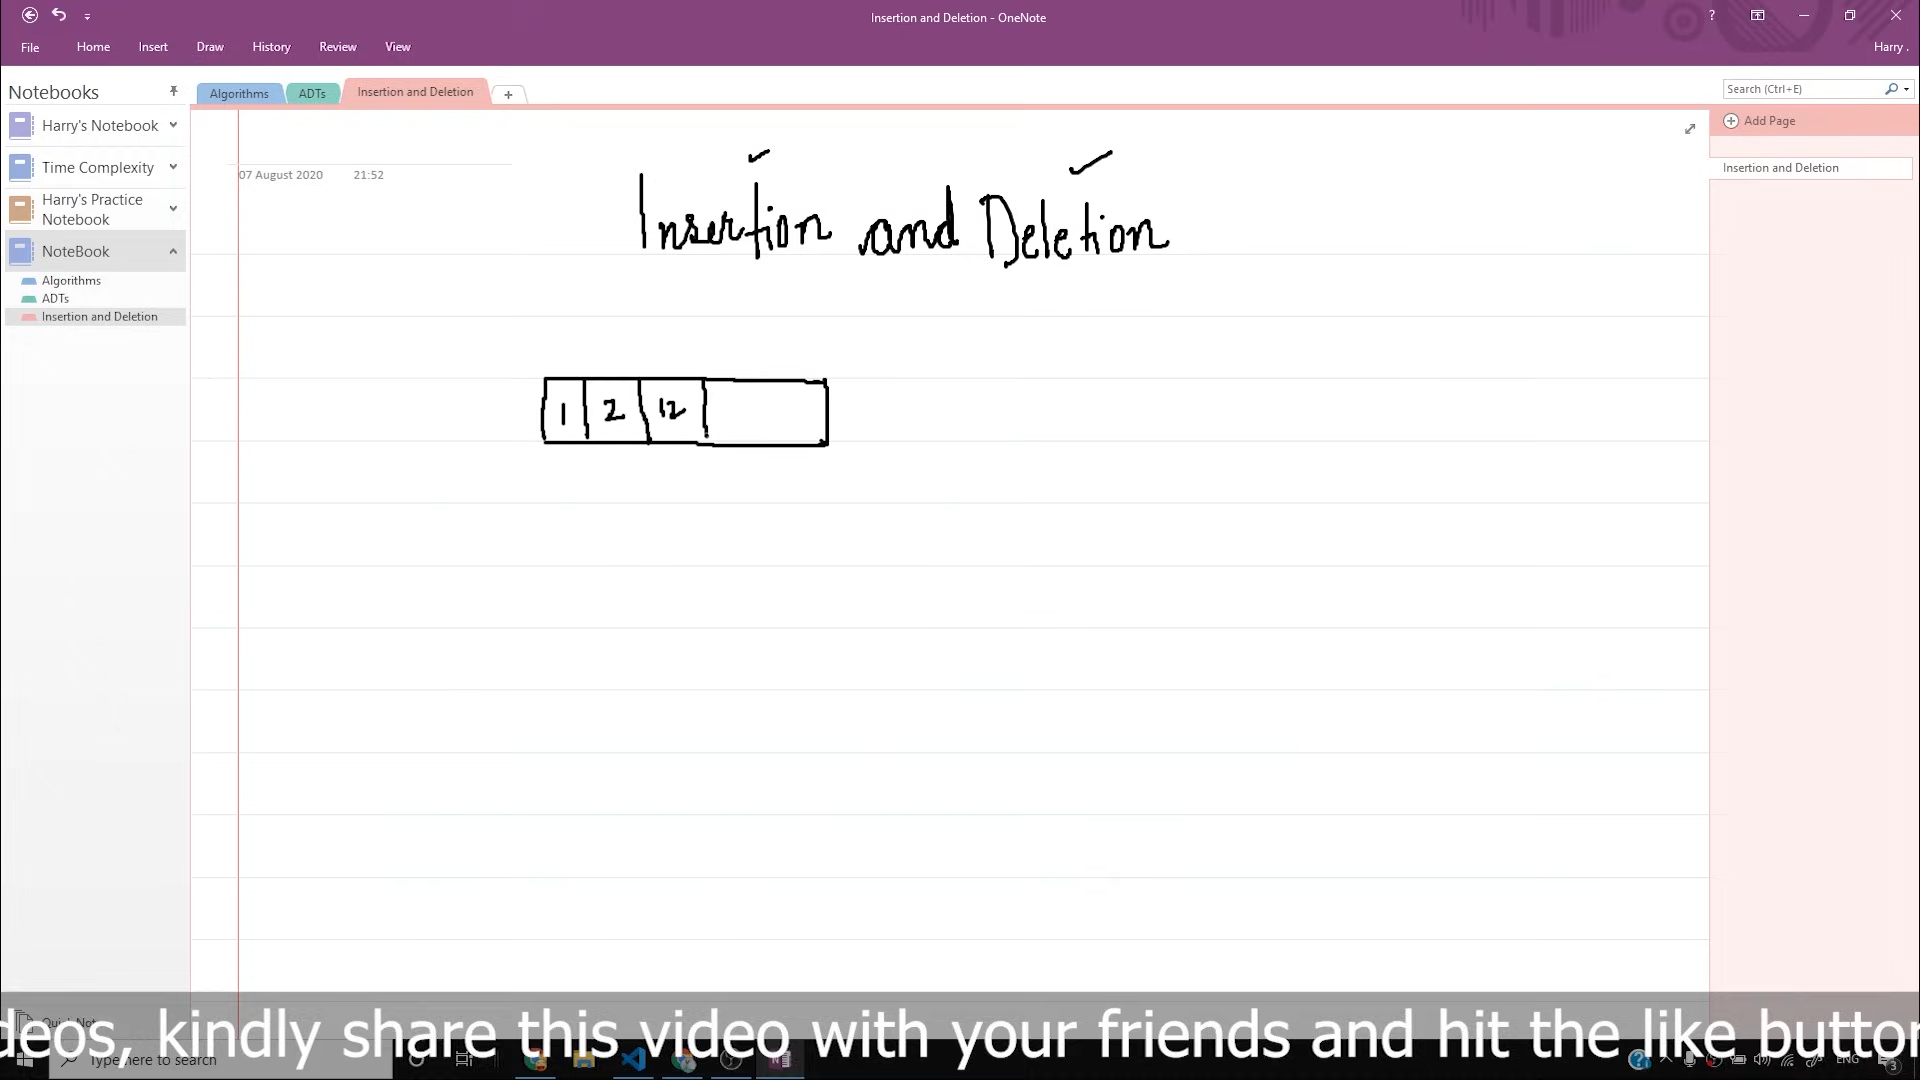 Insertion and Deletion - OneNote
?
File Home Insert Draw History Review View
Harry .
Notebooks
Algorithms ADTs Insertion and Deletion +
Search (Ctrl+E)
Harry's Notebook
Time Complexity
Harry's Practice
Notebook
NoteBook
Algorithms
ADTs
Insertion and Deletion
Add Page
Insertion and Deletion
07 August 2020 21:52
Insertion and Deletion
1 2 12
deos, kindly share this video with your friends and hit the like button
Type here to search
ENG
3